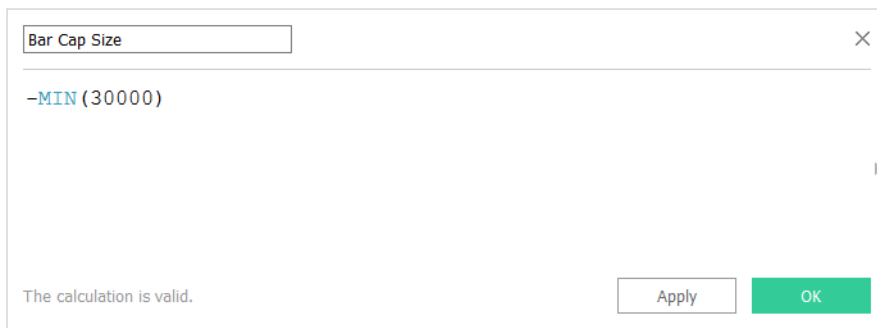 Bar Cap Size
-MIN(30000)
The calculation is valid.
Apply
OK